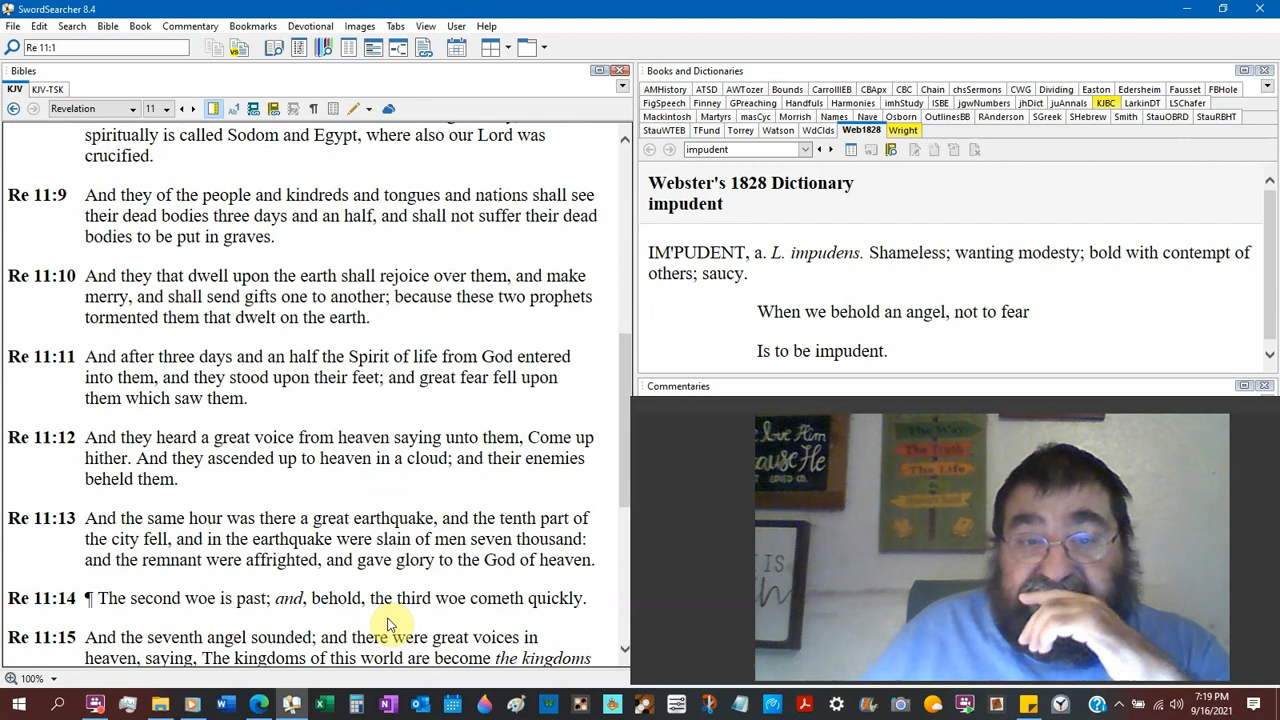 SwordSearcher 8.4
File Edit Search Bible Book Commentary Bookmarks Devotional Images Tabs View User Help
Re 11:1
Bibles
KJV KJV-TSK
Revelation 11
spiritually is called Sodom and Egypt, where also our Lord was
crucified.
Re 11:9 And they of the people and kindreds and tongues and nations shall see
their dead bodies three days and an half, and shall not suffer their dead
bodies to be put in graves.
Re 11:10 And they that dwell upon the earth shall rejoice over them, and make
merry, and shall send gifts one to another; because these two prophets
tormented them that dwelt on the earth.
Re 11:11 And after three days and an half the Spirit of life from God entered
into them, and they stood upon their feet; and great fear fell upon
them which saw them.
Re 11:12 And they heard a great voice from heaven saying unto them, Come up
hither. And they ascended up to heaven in a cloud; and their enemies
beheld them.
Re 11:13 And the same hour was there a great earthquake, and the tenth part of
the city fell, and in the earthquake were slain of men seven thousand:
and the remnant were affrighted, and gave glory to the God of heaven.
Re 11:14 ¶ The second woe is past; and, behold, the third woe cometh quickly.
Re 11:15 And the seventh angel sounded; and there were great voices in
heaven, saying, The kingdoms of this world are become the kingdoms
100%
Books and Dictionaries
AMHistory ATSD AWTozer Bounds CarrollEB CBApx CBC Chain chsSermons CWG Dividing Easton Edersheim Fausset FBHole
FigSpeech Finney GPreaching Handfuls Harmonies imhStudy ISBE jgwNumbers jhDict juAnnals KJBC LarkinDT LSChafer
Mackintosh Martyrs masCyc Morrish Names Nave Osborn OutlinesBB RAnderson SGreek SHebrew Smith StauOBRD StauRBHT
StauWTEB TFund Torrey Watson WdClds Web1828 Wright
impudent
Webster's 1828 Dictionary
impudent
IM'PUDENT, a. L. impudens. Shameless; wanting modesty; bold with contempt of
others; saucy.
When we behold an angel, not to fear
Is to be impudent.
Commentaries
The Way
The Truth
The Life
7:19 PM
9/16/2021